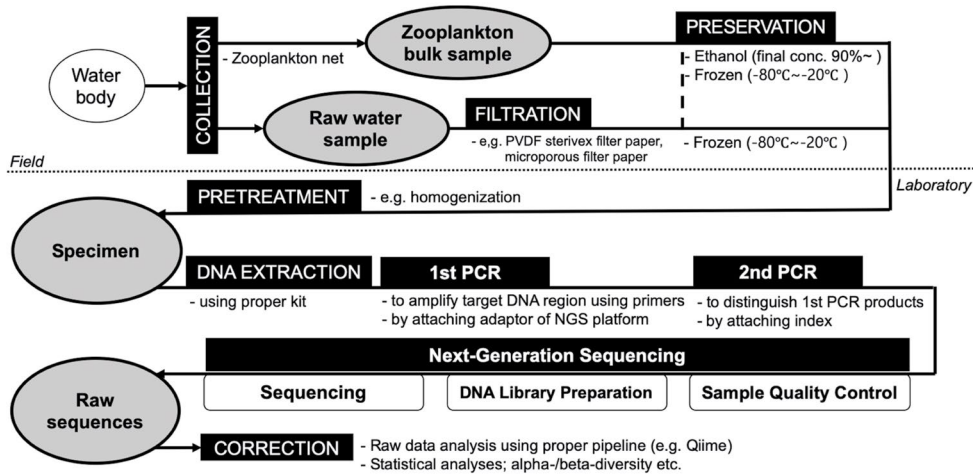 Water
body
COLLECTION
- Zooplankton net
Zooplankton
bulk sample
PRESERVATION
- Ethanol (final conc. 90%~ )
- Frozen (-80℃~-20℃ )
Raw water
sample
FILTRATION
- e,g. PVDF sterivex filter paper,
microporous filter paper
- Frozen (-80℃~-20℃ )
Field
Laboratory
PRETREATMENT
- e.g. homogenization
Specimen
DNA EXTRACTION
- using proper kit
1st PCR
- to amplify target DNA region using primers
- by attaching adaptor of NGS platform
2nd PCR
- to distinguish 1st PCR products
- by attaching index
Next-Generation Sequencing
Sequencing
DNA Library Preparation
Sample Quality Control
Raw
sequences
CORRECTION
- Raw data analysis using proper pipeline (e.g. Qiime)
- Statistical analyses; alpha-/beta-diversity etc.